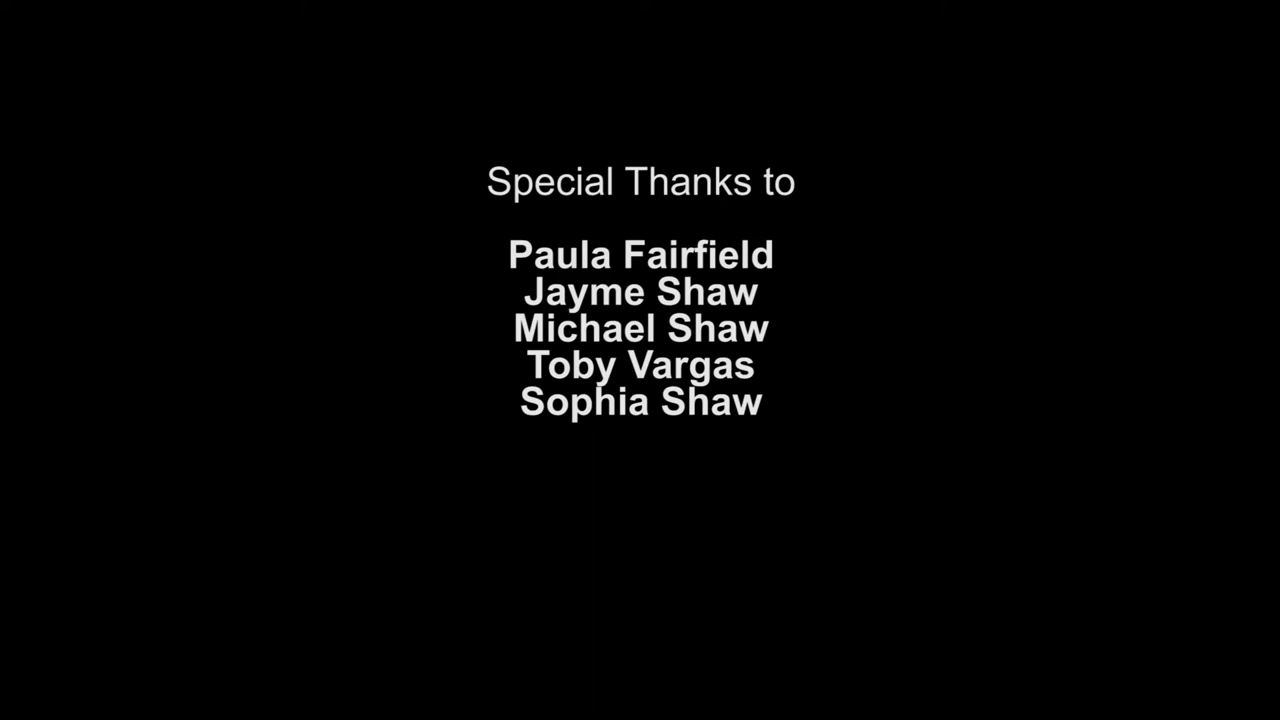 Special Thanks to
Paula Fairfield
Jayme Shaw
Michael Shaw
Toby Vargas
Sophia Shaw